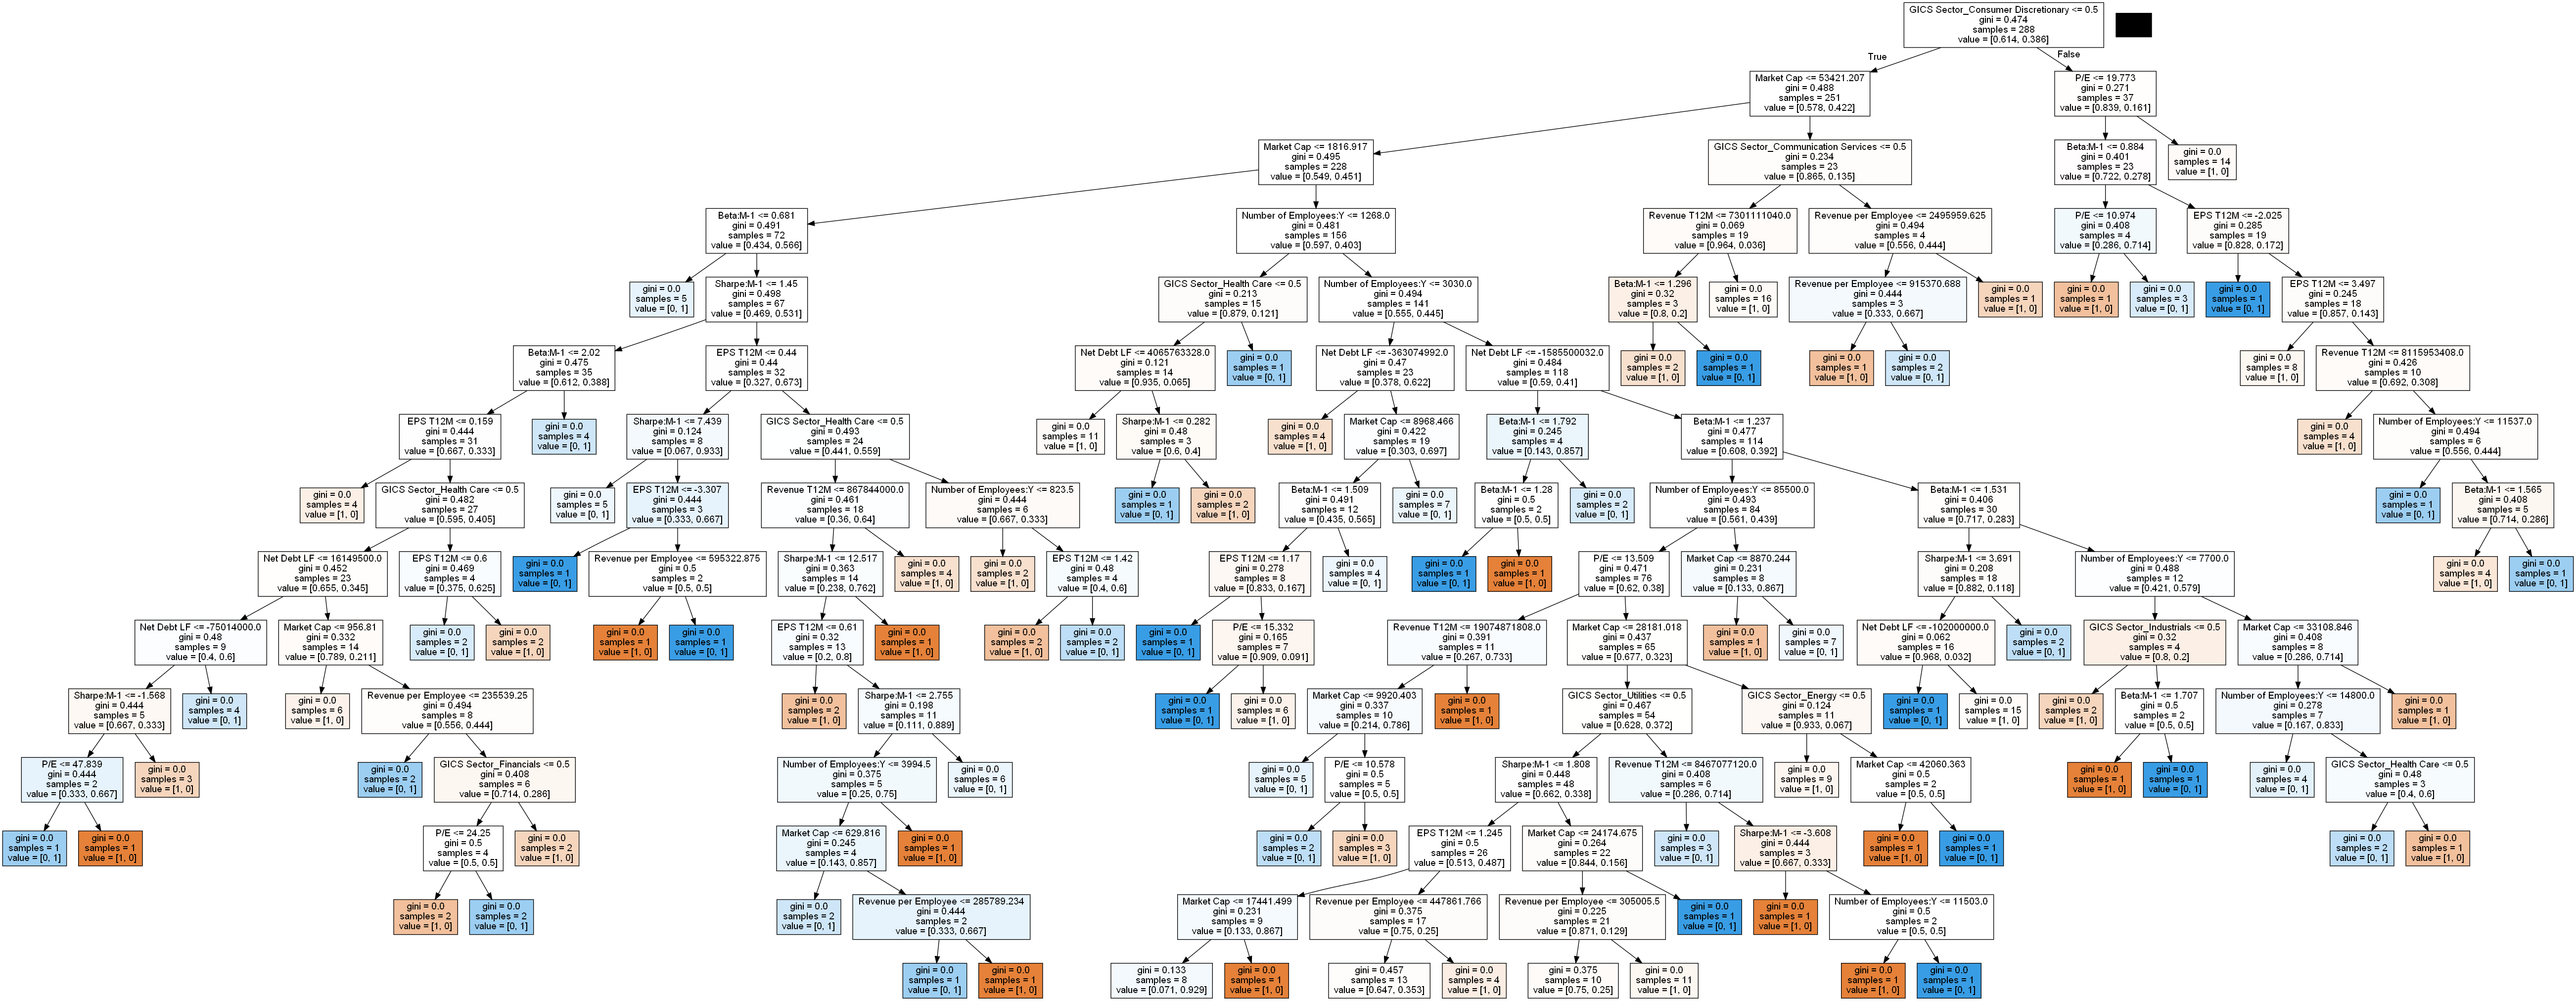 GICS Sector_Consumer Discretionary <= 0.5
gini = 0.474
samples = 288
value = [0.614, 0.386]
True
False
Market Cap <= 53421.207
gini = 0.488
samples = 251
value = [0.578, 0.422]
P/E <= 19.773
gini = 0.271
samples = 37
value = [0.839, 0.161]
Market Cap <= 1816.917
gini = 0.495
samples = 228
value = [0.549, 0.451]
GICS Sector_Communication Services <= 0.5
gini = 0.234
samples = 23
value = [0.865, 0.135]
Beta:M-1 <= 0.884
gini = 0.401
samples = 23
value = [0.722, 0.278]
gini = 0.0
samples = 14
value = [1, 0]
Beta:M-1 <= 0.681
gini = 0.491
samples = 72
value = [0.434, 0.566]
Number of Employees:Y <= 1268.0
gini = 0.481
samples = 156
value = [0.597, 0.403]
Revenue T12M <= 7301111040.0
gini = 0.069
samples = 19
value = [0.964, 0.036]
Revenue per Employee <= 2495959.625
gini = 0.494
samples = 4
value = [0.556, 0.444]
P/E <= 10.974
gini = 0.408
samples = 4
value = [0.286, 0.714]
EPS T12M <= -2.025
gini = 0.285
samples = 19
value = [0.828, 0.172]
gini = 0.0
samples = 5
value = [0, 1]
Sharpe:M-1 <= 1.45
gini = 0.498
samples = 67
value = [0.469, 0.531]
GICS Sector_Health Care <= 0.5
gini = 0.213
samples = 15
value = [0.879, 0.121]
Number of Employees:Y <= 3030.0
gini = 0.494
samples = 141
value = [0.555, 0.445]
Beta:M-1 <= 1.296
gini = 0.32
samples = 3
value = [0.8, 0.2]
gini = 0.0
samples = 16
value = [1, 0]
Revenue per Employee <= 915370.688
gini = 0.444
samples = 3
value = [0.333, 0.667]
gini = 0.0
samples = 1
value = [1, 0]
gini = 0.0
samples = 1
value = [1, 0]
gini = 0.0
samples = 3
value = [0, 1]
gini = 0.0
samples = 1
value = [0, 1]
EPS T12M <= 3.497
gini = 0.245
samples = 18
value = [0.857, 0.143]
Beta:M-1 <= 2.02
gini = 0.475
samples = 35
value = [0.612, 0.388]
EPS T12M <= 0.44
gini = 0.44
samples = 32
value = [0.327, 0.673]
Net Debt LF <= 4065763328.0
gini = 0.121
samples = 14
value = [0.935, 0.065]
gini = 0.0
samples = 1
value = [0, 1]
Net Debt LF <= -363074992.0
gini = 0.47
samples = 23
value = [0.378, 0.622]
Net Debt LF <= -1585500032.0
gini = 0.484
samples = 118
value = [0.59, 0.41]
gini = 0.0
samples = 2
value = [1, 0]
gini = 0.0
samples = 1
value = [0, 1]
gini = 0.0
samples = 1
value = [1, 0]
gini = 0.0
samples = 2
value = [0, 1]
gini = 0.0
samples = 8
value = [1, 0]
Revenue T12M <= 8115953408.0
gini = 0.426
samples = 10
value = [0.692, 0.308]
EPS T12M <= 0.159
gini = 0.444
samples = 31
value = [0.667, 0.333]
gini = 0.0
samples = 4
value = [0, 1]
Sharpe:M-1 <= 7.439
gini = 0.124
samples = 8
value = [0.067, 0.933]
GICS Sector_Health Care <= 0.5
gini = 0.493
samples = 24
value = [0.441, 0.559]
gini = 0.0
samples = 11
value = [1, 0]
Sharpe:M-1 <= 0.282
gini = 0.48
samples = 3
value = [0.6, 0.4]
gini = 0.0
samples = 4
value = [1, 0]
Market Cap <= 8968.466
gini = 0.422
samples = 19
value = [0.303, 0.697]
Beta:M-1 <= 1.792
gini = 0.245
samples = 4
value = [0.143, 0.857]
Beta:M-1 <= 1.237
gini = 0.477
samples = 114
value = [0.608, 0.392]
gini = 0.0
samples = 4
value = [1, 0]
Number of Employees:Y <= 11537.0
gini = 0.494
samples = 6
value = [0.556, 0.444]
gini = 0.0
samples = 4
value = [1, 0]
GICS Sector_Health Care <= 0.5
gini = 0.482
samples = 27
value = [0.595, 0.405]
gini = 0.0
samples = 5
value = [0, 1]
EPS T12M <= -3.307
gini = 0.444
samples = 3
value = [0.333, 0.667]
Revenue T12M <= 867844000.0
gini = 0.461
samples = 18
value = [0.36, 0.64]
Number of Employees:Y <= 823.5
gini = 0.444
samples = 6
value = [0.667, 0.333]
gini = 0.0
samples = 1
value = [0, 1]
gini = 0.0
samples = 2
value = [1, 0]
Beta:M-1 <= 1.509
gini = 0.491
samples = 12
value = [0.435, 0.565]
gini = 0.0
samples = 7
value = [0, 1]
Beta:M-1 <= 1.28
gini = 0.5
samples = 2
value = [0.5, 0.5]
gini = 0.0
samples = 2
value = [0, 1]
Number of Employees:Y <= 85500.0
gini = 0.493
samples = 84
value = [0.561, 0.439]
Beta:M-1 <= 1.531
gini = 0.406
samples = 30
value = [0.717, 0.283]
gini = 0.0
samples = 1
value = [0, 1]
Beta:M-1 <= 1.565
gini = 0.408
samples = 5
value = [0.714, 0.286]
Net Debt LF <= 16149500.0
gini = 0.452
samples = 23
value = [0.655, 0.345]
EPS T12M <= 0.6
gini = 0.469
samples = 4
value = [0.375, 0.625]
gini = 0.0
samples = 1
value = [0, 1]
Revenue per Employee <= 595322.875
gini = 0.5
samples = 2
value = [0.5, 0.5]
Sharpe:M-1 <= 12.517
gini = 0.363
samples = 14
value = [0.238, 0.762]
gini = 0.0
samples = 4
value = [1, 0]
gini = 0.0
samples = 2
value = [1, 0]
EPS T12M <= 1.42
gini = 0.48
samples = 4
value = [0.4, 0.6]
EPS T12M <= 1.17
gini = 0.278
samples = 8
value = [0.833, 0.167]
gini = 0.0
samples = 4
value = [0, 1]
gini = 0.0
samples = 1
value = [0, 1]
gini = 0.0
samples = 1
value = [1, 0]
P/E <= 13.509
gini = 0.471
samples = 76
value = [0.62, 0.38]
Market Cap <= 8870.244
gini = 0.231
samples = 8
value = [0.133, 0.867]
Sharpe:M-1 <= 3.691
gini = 0.208
samples = 18
value = [0.882, 0.118]
Number of Employees:Y <= 7700.0
gini = 0.488
samples = 12
value = [0.421, 0.579]
gini = 0.0
samples = 4
value = [1, 0]
gini = 0.0
samples = 1
value = [0, 1]
Net Debt LF <= -75014000.0
gini = 0.48
samples = 9
value = [0.4, 0.6]
Market Cap <= 956.81
gini = 0.332
samples = 14
value = [0.789, 0.211]
gini = 0.0
samples = 2
value = [0, 1]
gini = 0.0
samples = 2
value = [1, 0]
gini = 0.0
samples = 1
value = [1, 0]
gini = 0.0
samples = 1
value = [0, 1]
EPS T12M <= 0.61
gini = 0.32
samples = 13
value = [0.2, 0.8]
gini = 0.0
samples = 1
value = [1, 0]
gini = 0.0
samples = 2
value = [1, 0]
gini = 0.0
samples = 2
value = [0, 1]
gini = 0.0
samples = 1
value = [0, 1]
P/E <= 15.332
gini = 0.165
samples = 7
value = [0.909, 0.091]
Revenue T12M <= 19074871808.0
gini = 0.391
samples = 11
value = [0.267, 0.733]
Market Cap <= 28181.018
gini = 0.437
samples = 65
value = [0.677, 0.323]
gini = 0.0
samples = 1
value = [1, 0]
gini = 0.0
samples = 7
value = [0, 1]
Net Debt LF <= -102000000.0
gini = 0.062
samples = 16
value = [0.968, 0.032]
gini = 0.0
samples = 2
value = [0, 1]
GICS Sector_Industrials <= 0.5
gini = 0.32
samples = 4
value = [0.8, 0.2]
Market Cap <= 33108.846
gini = 0.408
samples = 8
value = [0.286, 0.714]
Sharpe:M-1 <= -1.568
gini = 0.444
samples = 5
value = [0.667, 0.333]
gini = 0.0
samples = 4
value = [0, 1]
gini = 0.0
samples = 6
value = [1, 0]
Revenue per Employee <= 235539.25
gini = 0.494
samples = 8
value = [0.556, 0.444]
gini = 0.0
samples = 2
value = [1, 0]
Sharpe:M-1 <= 2.755
gini = 0.198
samples = 11
value = [0.111, 0.889]
gini = 0.0
samples = 1
value = [0, 1]
gini = 0.0
samples = 6
value = [1, 0]
Market Cap <= 9920.403
gini = 0.337
samples = 10
value = [0.214, 0.786]
gini = 0.0
samples = 1
value = [1, 0]
GICS Sector_Utilities <= 0.5
gini = 0.467
samples = 54
value = [0.628, 0.372]
GICS Sector_Energy <= 0.5
gini = 0.124
samples = 11
value = [0.933, 0.067]
gini = 0.0
samples = 1
value = [0, 1]
gini = 0.0
samples = 15
value = [1, 0]
gini = 0.0
samples = 2
value = [1, 0]
Beta:M-1 <= 1.707
gini = 0.5
samples = 2
value = [0.5, 0.5]
Number of Employees:Y <= 14800.0
gini = 0.278
samples = 7
value = [0.167, 0.833]
gini = 0.0
samples = 1
value = [1, 0]
P/E <= 47.839
gini = 0.444
samples = 2
value = [0.333, 0.667]
gini = 0.0
samples = 3
value = [1, 0]
gini = 0.0
samples = 2
value = [0, 1]
GICS Sector_Financials <= 0.5
gini = 0.408
samples = 6
value = [0.714, 0.286]
Number of Employees:Y <= 3994.5
gini = 0.375
samples = 5
value = [0.25, 0.75]
gini = 0.0
samples = 6
value = [0, 1]
gini = 0.0
samples = 5
value = [0, 1]
P/E <= 10.578
gini = 0.5
samples = 5
value = [0.5, 0.5]
Sharpe:M-1 <= 1.808
gini = 0.448
samples = 48
value = [0.662, 0.338]
Revenue T12M <= 8467077120.0
gini = 0.408
samples = 6
value = [0.286, 0.714]
gini = 0.0
samples = 9
value = [1, 0]
Market Cap <= 42060.363
gini = 0.5
samples = 2
value = [0.5, 0.5]
gini = 0.0
samples = 1
value = [1, 0]
gini = 0.0
samples = 1
value = [0, 1]
gini = 0.0
samples = 4
value = [0, 1]
GICS Sector_Health Care <= 0.5
gini = 0.48
samples = 3
value = [0.4, 0.6]
gini = 0.0
samples = 1
value = [0, 1]
gini = 0.0
samples = 1
value = [1, 0]
P/E <= 24.25
gini = 0.5
samples = 4
value = [0.5, 0.5]
gini = 0.0
samples = 2
value = [1, 0]
Market Cap <= 629.816
gini = 0.245
samples = 4
value = [0.143, 0.857]
gini = 0.0
samples = 1
value = [1, 0]
gini = 0.0
samples = 2
value = [0, 1]
gini = 0.0
samples = 3
value = [1, 0]
EPS T12M <= 1.245
gini = 0.5
samples = 26
value = [0.513, 0.487]
Market Cap <= 24174.675
gini = 0.264
samples = 22
value = [0.844, 0.156]
gini = 0.0
samples = 3
value = [0, 1]
Sharpe:M-1 <= -3.608
gini = 0.444
samples = 3
value = [0.667, 0.333]
gini = 0.0
samples = 1
value = [1, 0]
gini = 0.0
samples = 1
value = [0, 1]
gini = 0.0
samples = 2
value = [0, 1]
gini = 0.0
samples = 1
value = [1, 0]
gini = 0.0
samples = 2
value = [1, 0]
gini = 0.0
samples = 2
value = [0, 1]
gini = 0.0
samples = 2
value = [0, 1]
Revenue per Employee <= 285789.234
gini = 0.444
samples = 2
value = [0.333, 0.667]
Market Cap <= 17441.499
gini = 0.231
samples = 9
value = [0.133, 0.867]
Revenue per Employee <= 447861.766
gini = 0.375
samples = 17
value = [0.75, 0.25]
Revenue per Employee <= 305005.5
gini = 0.225
samples = 21
value = [0.871, 0.129]
gini = 0.0
samples = 1
value = [0, 1]
gini = 0.0
samples = 1
value = [1, 0]
Number of Employees:Y <= 11503.0
gini = 0.5
samples = 2
value = [0.5, 0.5]
gini = 0.0
samples = 1
value = [0, 1]
gini = 0.0
samples = 1
value = [1, 0]
gini = 0.133
samples = 8
value = [0.071, 0.929]
gini = 0.0
samples = 1
value = [1, 0]
gini = 0.457
samples = 13
value = [0.647, 0.353]
gini = 0.0
samples = 4
value = [1, 0]
gini = 0.375
samples = 10
value = [0.75, 0.25]
gini = 0.0
samples = 11
value = [1, 0]
gini = 0.0
samples = 1
value = [1, 0]
gini = 0.0
samples = 1
value = [0, 1]